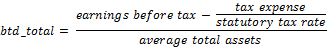 btd_total = earnings before tax − tax expense / statutory tax rate
average total assets